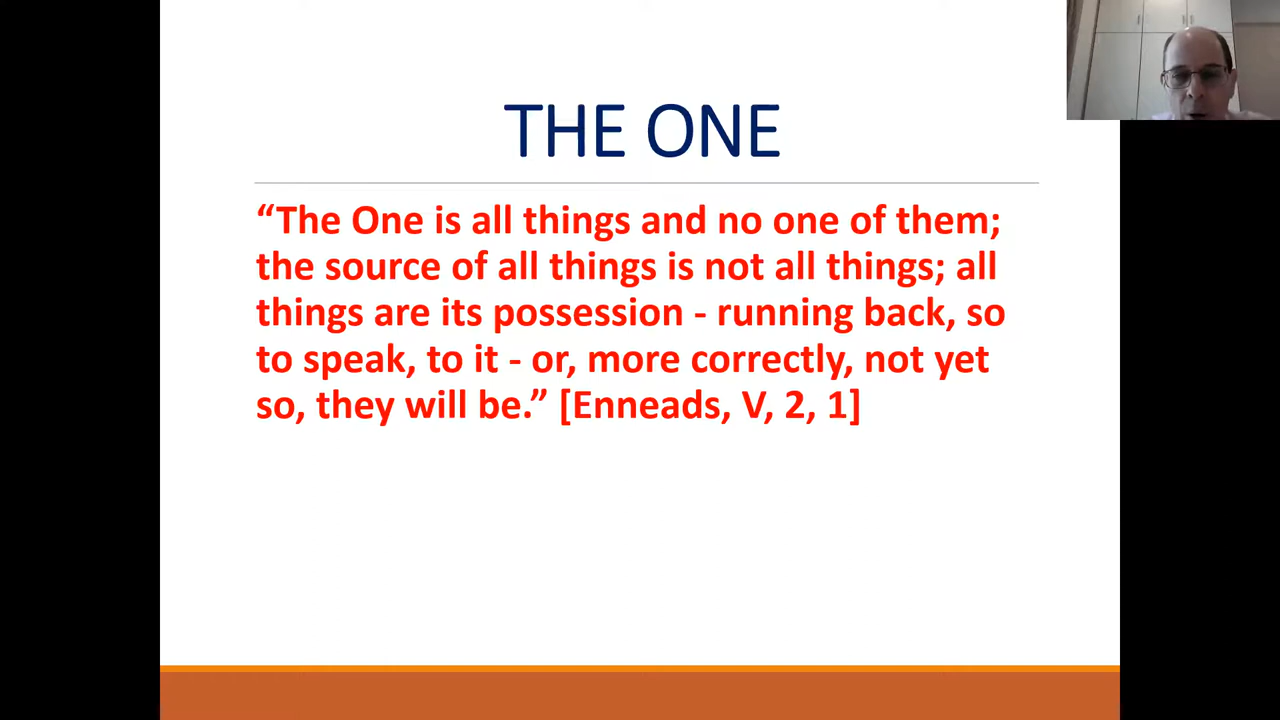 THE ONE
“The One is all things and no one of them;
the source of all things is not all things; all
things are its possession - running back, so
to speak, to it - or, more correctly, not yet
so, they will be.” [Enneads, V, 2, 1]